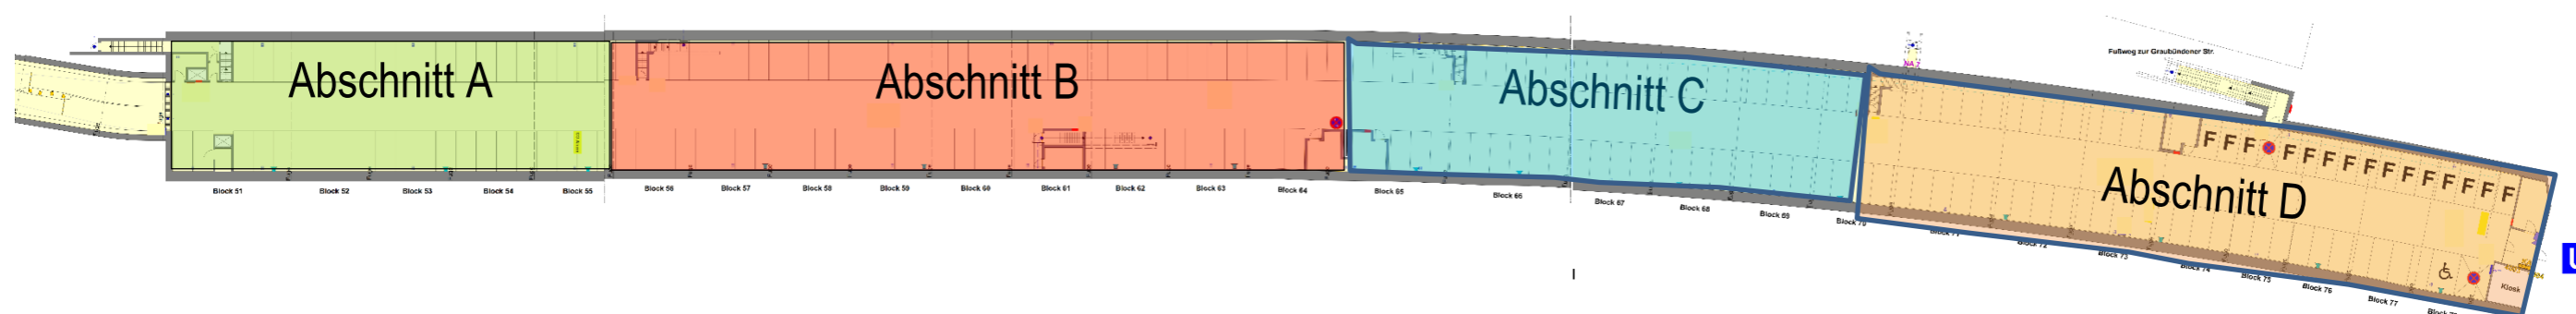 Fußweg zur Graubündener Str.
NA 2
Abschnitt A
Abschnitt B
Abschnitt C
Abschnitt D
F F F F F F F F F F F F F F F
Kiosk
Block 51
Block 52
Block 53
Block 54
Block 55
Block 56
Block 57
Block 58
Block 59
Block 60
Block 61
Block 62
Block 63
Block 64
Block 65
Block 66
Block 67
Block 68
Block 69
Block 70
Block 71
Block 72
Block 73
Block 74
Block 75
Block 76
Block 77